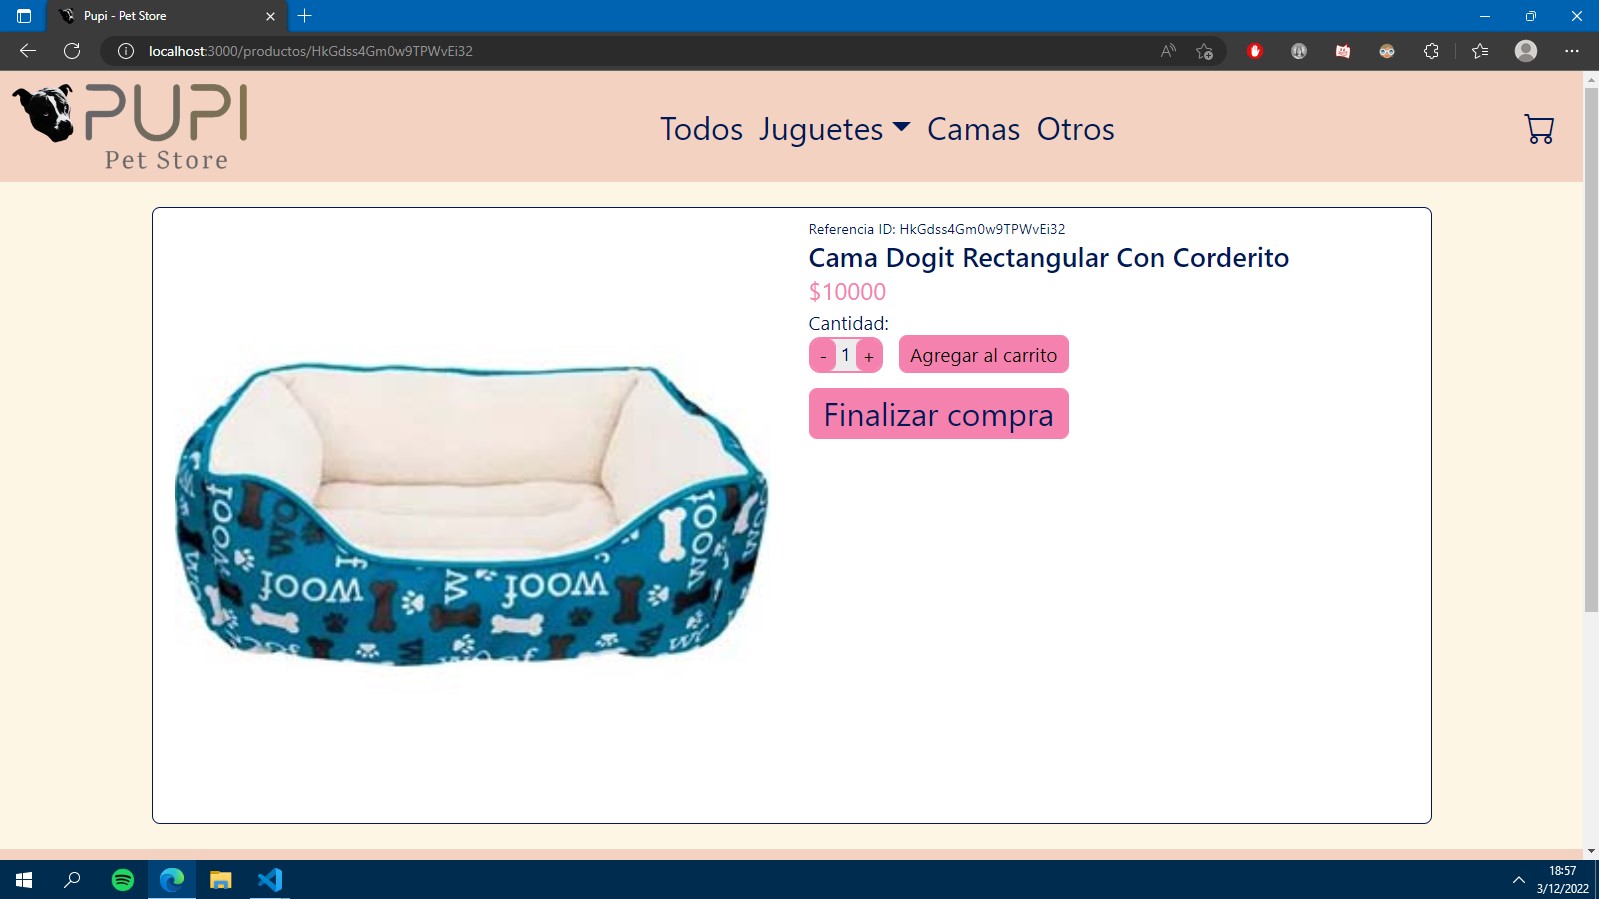 Pupi - Pet Store
localhost:3000/productos/HkGdss4Gm0w9TPWvEi32
PUPI
Pet Store
Todos Juguetes Camas Otros
Referencia ID: HkGdss4Gm0w9TPWvEi32
Cama Dogit Rectangular Con Corderito
$10000
Cantidad:
- 1 + Agregar al carrito
Finalizar compra
woof
woof
woof
woof
18:57
3/12/2022